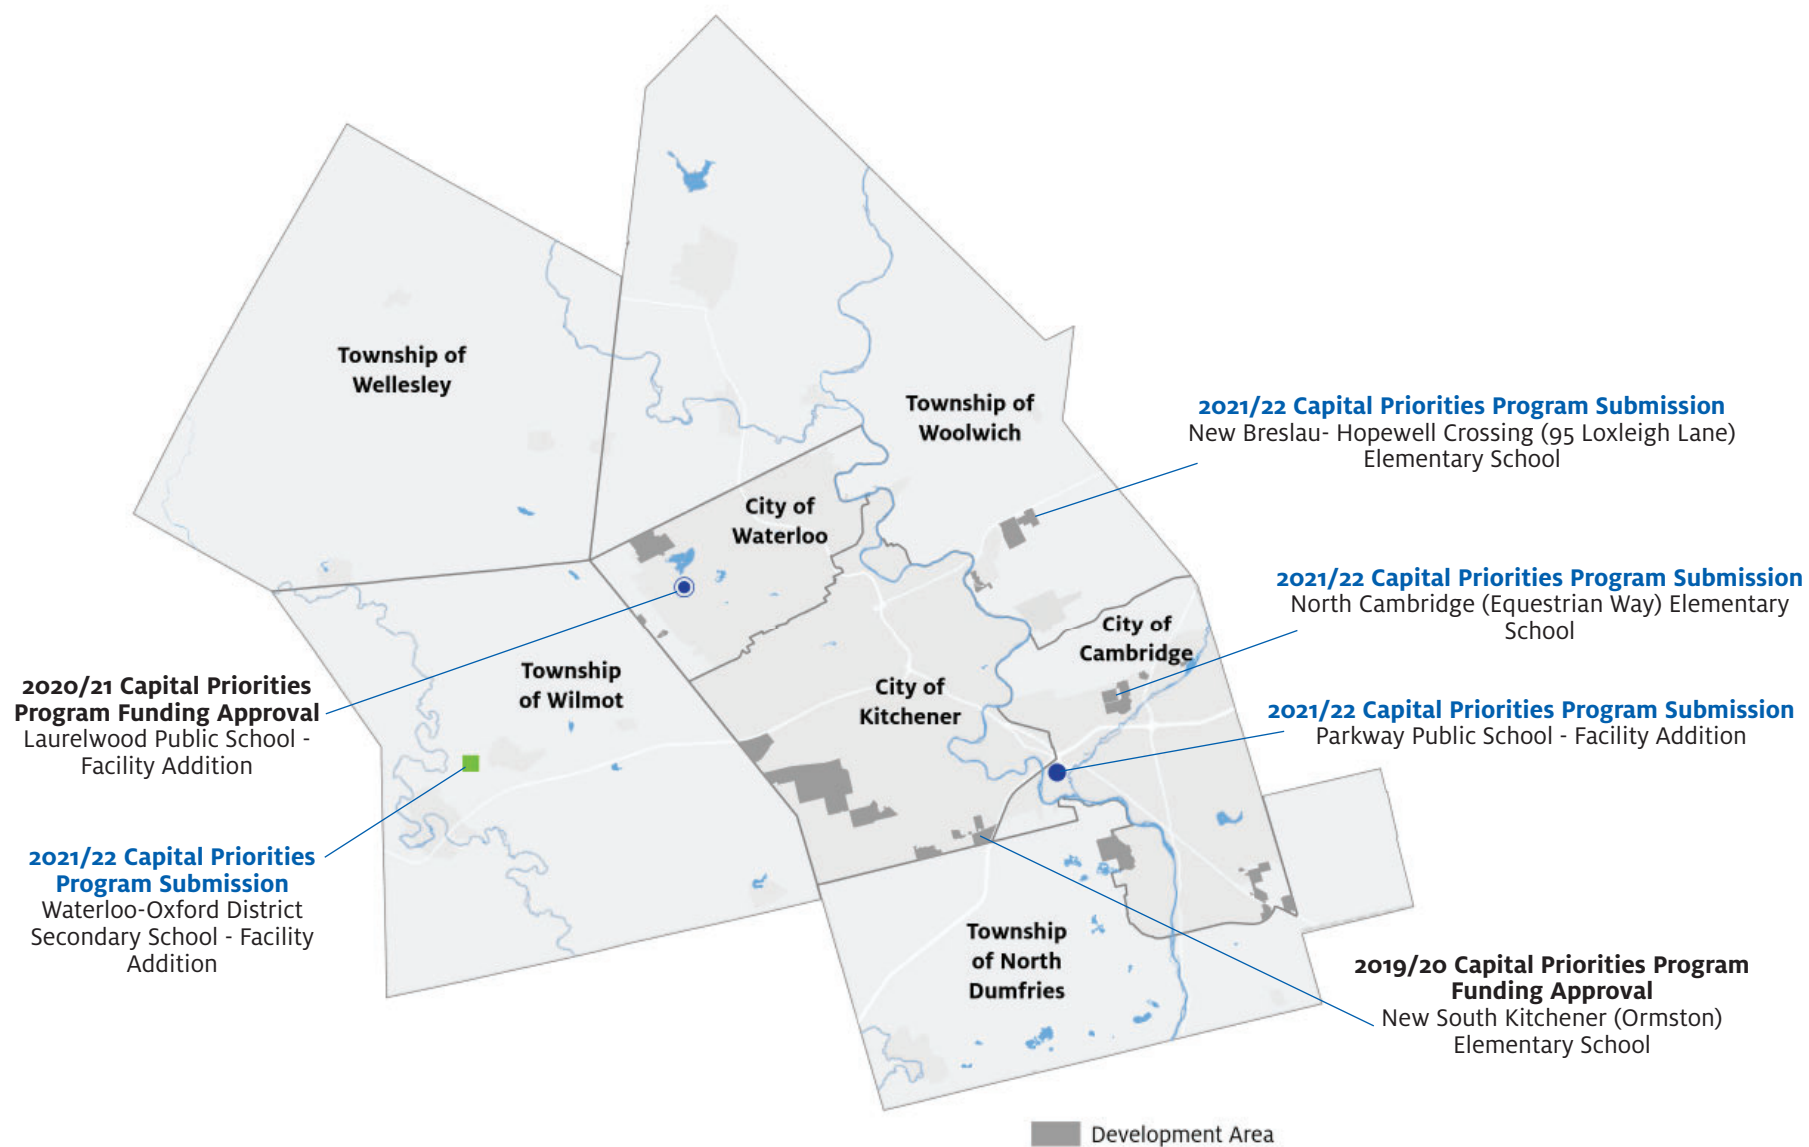 Township of
Wellesley
Township of
Woolwich
2021/22 Capital Priorities Program Submission
New Breslau- Hopewell Crossing (95 Loxleigh Lane)
Elementary School
City of
Waterloo
2021/22 Capital Priorities Program Submission
North Cambridge (Equestrian Way) Elementary
School
City of
Cambridge
2020/21 Capital Priorities
Program Funding Approval
Laurelwood Public School -
Facility Addition
Township
of Wilmot
City of
Kitchener
2021/22 Capital Priorities Program Submission
Parkway Public School - Facility Addition
2021/22 Capital Priorities
Program Submission
Waterloo-Oxford District
Secondary School - Facility
Addition
Township
of North
Dumfries
2019/20 Capital Priorities Program
Funding Approval
New South Kitchener (Ormston)
Elementary School
Development Area